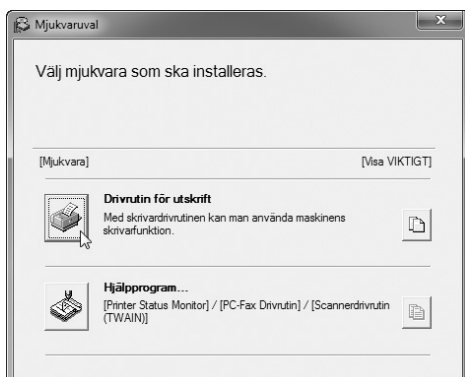 Mjukvaruval
Välj mjukvara som ska installeras.
[Mjukvara] [Visa VIKTIGT]
Drivrutin för utskrift
Med skrivardrivrutinen kan man använda maskinens
skrivarfunktion.
Hjälpprogram...
[Printer Status Monitor] / [PC-Fax Drivrutin] / [Scannerdrivrutin
(TWAIN)]